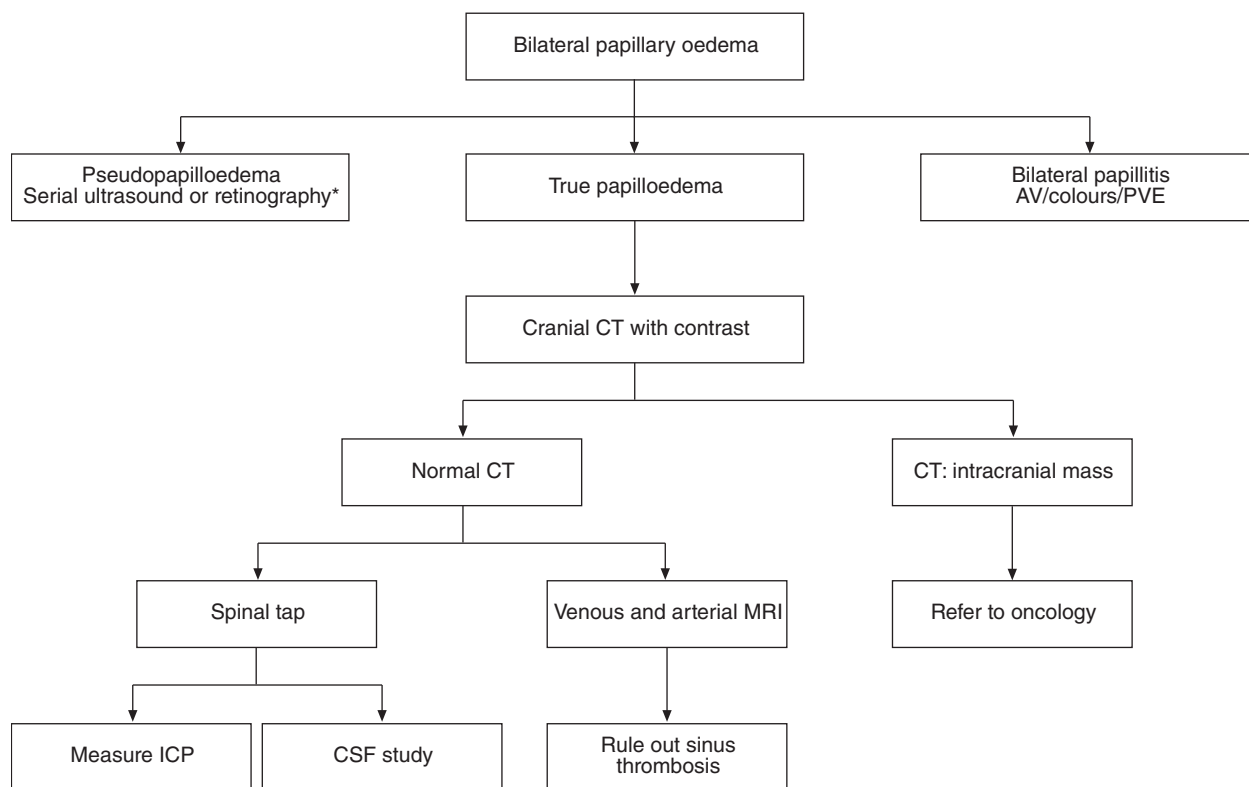 Bilateral papillary oedema
Pseudopapilloedema
Serial ultrasound or retinography*
True papilloedema
Bilateral papillitis
AV/colours/PVE
Cranial CT with contrast
Normal CT
CT: intracranial mass
Spinal tap
Venous and arterial MRI
Refer to oncology
Measure ICP
CSF study
Rule out sinus
thrombosis